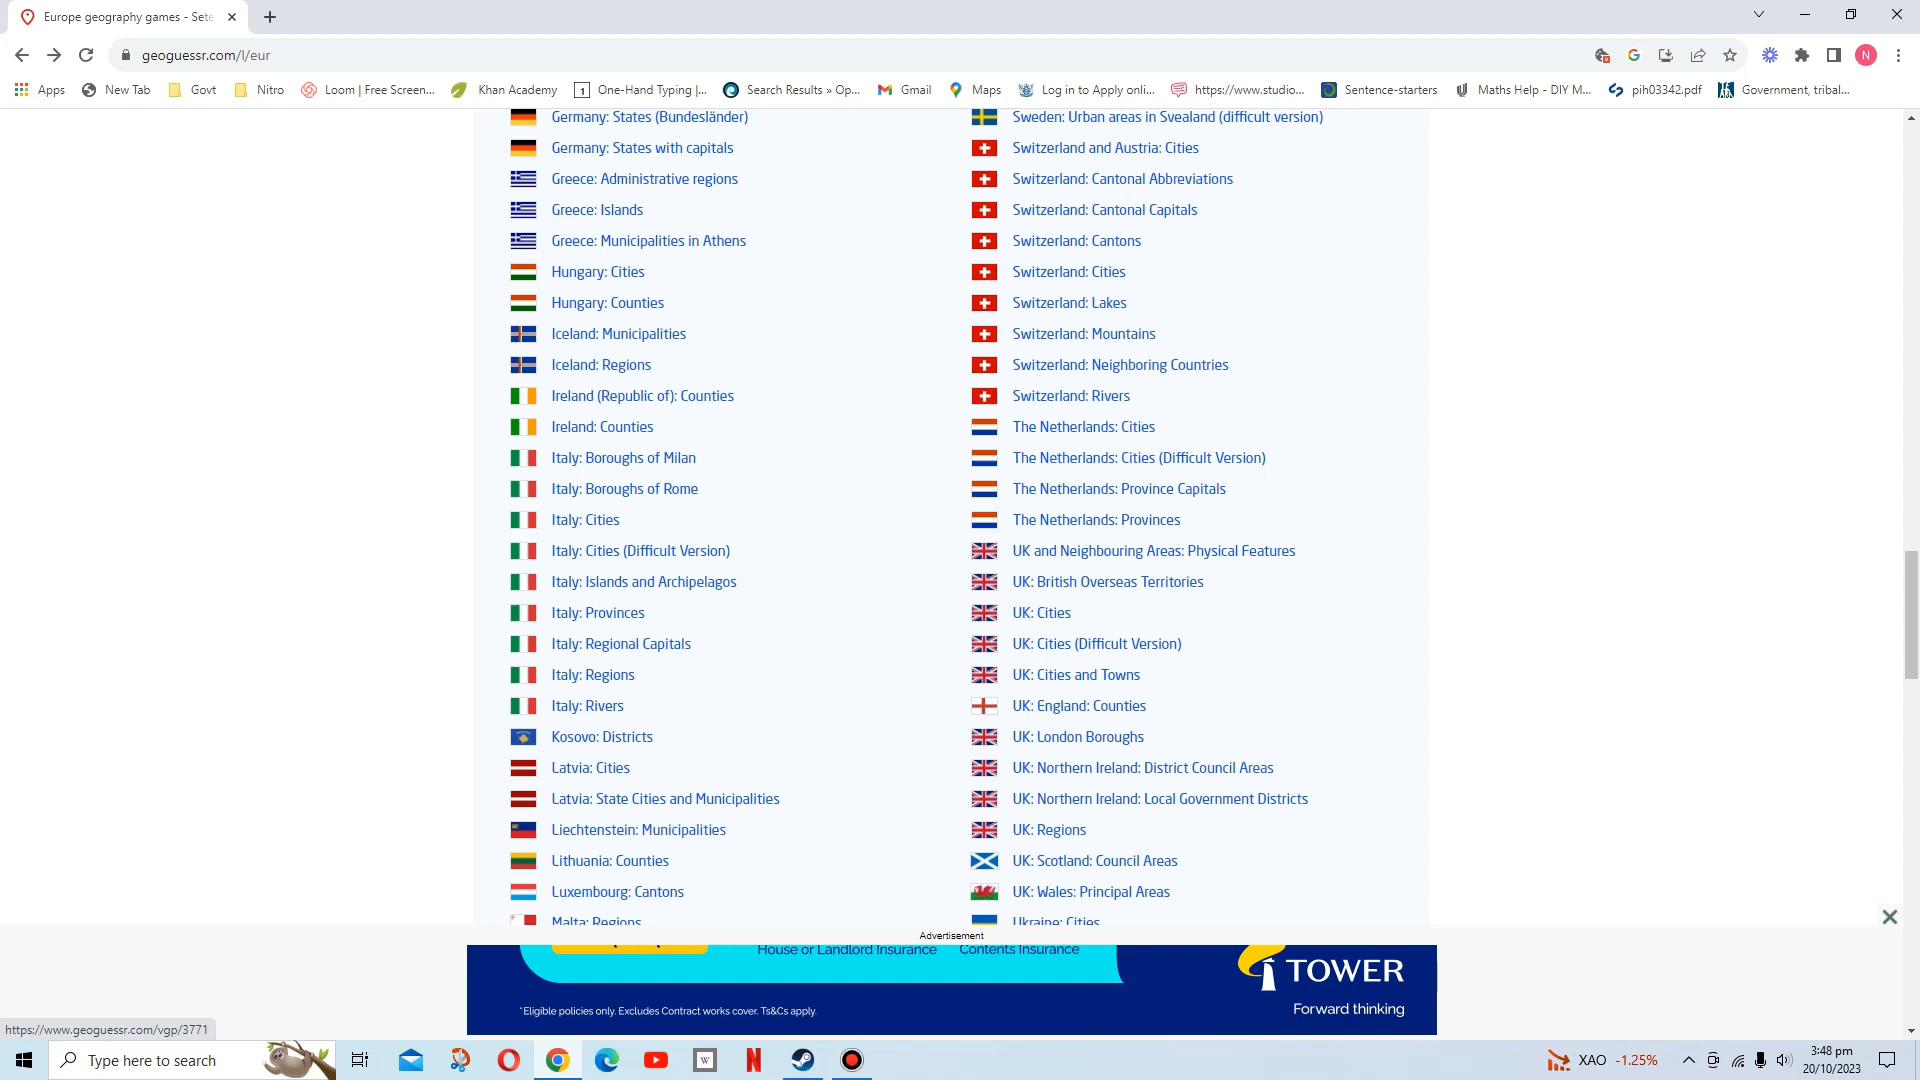 Europe geography games - Sete
geoguessr.com/l/eur
N
Apps
New Tab
Govt
Nitro
Loom | Free Screen...
Khan Academy
One-Hand Typing |...
Search Results » Op...
Gmail
Maps
Log in to Apply onli...
https://www.studio...
Sentence-starters
Maths Help - DIY M...
pih03342.pdf
Government, tribal...
Germany: States (Bundesländer)
Germany: States with capitals
Greece: Administrative regions
Greece: Islands
Greece: Municipalities in Athens
Hungary: Cities
Hungary: Counties
Iceland: Municipalities
Iceland: Regions
Ireland (Republic of): Counties
Ireland: Counties
Italy: Boroughs of Milan
Italy: Boroughs of Rome
Italy: Cities
Italy: Cities (Difficult Version)
Italy: Islands and Archipelagos
Italy: Provinces
Italy: Regional Capitals
Italy: Regions
Italy: Rivers
Kosovo: Districts
Latvia: Cities
Latvia: State Cities and Municipalities
Liechtenstein: Municipalities
Lithuania: Counties
Luxembourg: Cantons
Malta: Regions
Sweden: Urban areas in Svealand (difficult version)
Switzerland and Austria: Cities
Switzerland: Cantonal Abbreviations
Switzerland: Cantonal Capitals
Switzerland: Cantons
Switzerland: Cities
Switzerland: Lakes
Switzerland: Mountains
Switzerland: Neighboring Countries
Switzerland: Rivers
The Netherlands: Cities
The Netherlands: Cities (Difficult Version)
The Netherlands: Province Capitals
The Netherlands: Provinces
UK and Neighbouring Areas: Physical Features
UK: British Overseas Territories
UK: Cities
UK: Cities (Difficult Version)
UK: Cities and Towns
UK: England: Counties
UK: London Boroughs
UK: Northern Ireland: District Council Areas
UK: Northern Ireland: Local Government Districts
UK: Regions
UK: Scotland: Council Areas
UK: Wales: Principal Areas
Ukraine: Cities
Advertisement
House or Landlord Insurance
Contents Insurance
TOWER
Forward thinking
*Eligible policies only. Excludes Contract works cover. Ts&Cs apply.
https://www.geoguessr.com/vgp/3771
Type here to search
XAO -1.25%
3:48 pm
20/10/2023